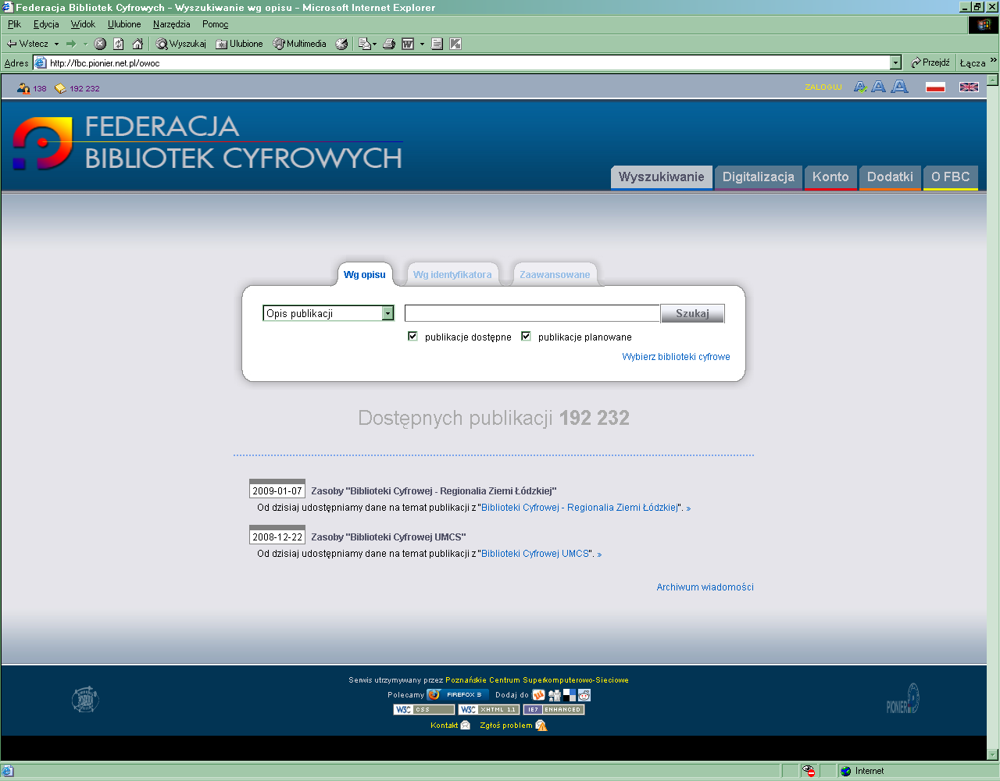 Federacja Bibliotek Cyfrowych - Wyszukiwanie wg opisu - Microsoft Internet Explorer
Plik Edycja Widok Ulubione Narzędzia Pomoc
Wstecz Wyszukaj Ulubione Multimedia
Adres http://fbc.pionier.net.pl/owoc Przejdź Łącza »
138 192 232 ZALOGUJ A A A
FEDERACJA
BIBLIOTEK CYFROWYCH
Wyszukiwanie Digitalizacja Konto Dodatki O FBC
Wg opisu Wg identyfikatora Zaawansowane
Opis publikacji Szukaj
publikacje dostępne publikacje planowane
Wybierz biblioteki cyfrowe
Dostępnych publikacji 192 232
2009-01-07 Zasoby "Biblioteki Cyfrowej - Regionalia Ziemi Łódzkiej"
Od dzisiaj udostępniamy dane na temat publikacji z "Biblioteki Cyfrowej - Regionalia Ziemi Łódzkiej". »
2008-12-22 Zasoby "Biblioteki Cyfrowej UMCS"
Od dzisiaj udostępniamy dane na temat publikacji z "Biblioteki Cyfrowej UMCS". »
Archiwum wiadomości
Serwis utrzymywany przez Poznańskie Centrum Superkomputerowo-Sieciowe
Polecamy FIREFOX 3 Dodaj do
W3C CSS W3C XHTML 1.1 IE7 ENHANCED
Kontakt Zgłoś problem
PIONIER
Internet